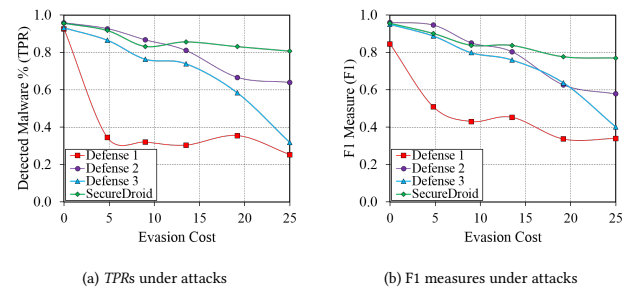 Detected Malware % (TPR)
1.0
0.8
0.6
0.4
0.2
0.0
Defense 1
Defense 2
Defense 3
SecureDroid
0 5 10 15 20 25
Evasion Cost
(a) TPRs under attacks
F1 Measure (F1)
1.0
0.8
0.6
0.4
0.2
0.0
Defense 1
Defense 2
Defense 3
SecureDroid
0 5 10 15 20 25
Evasion Cost
(b) F1 measures under attacks